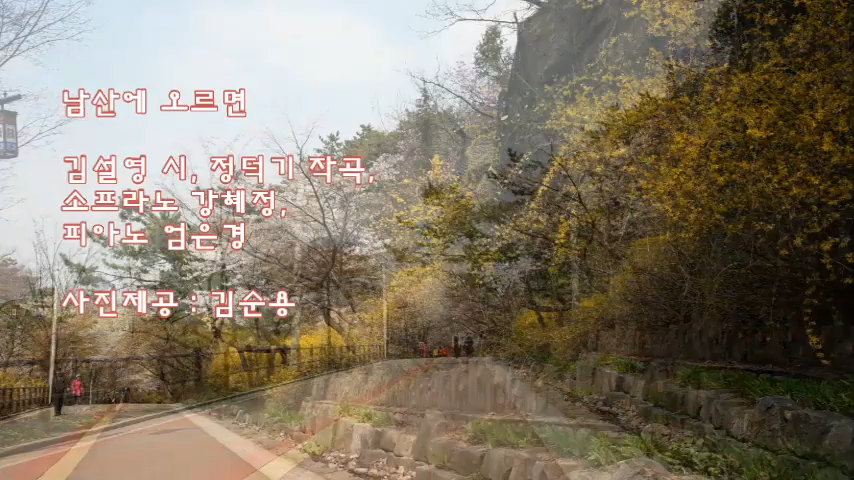 남산에 오르면
김설영 시, 정덕기 작곡,
소프라노 강혜정,
피아노 엄은경
사진제공 : 김순용